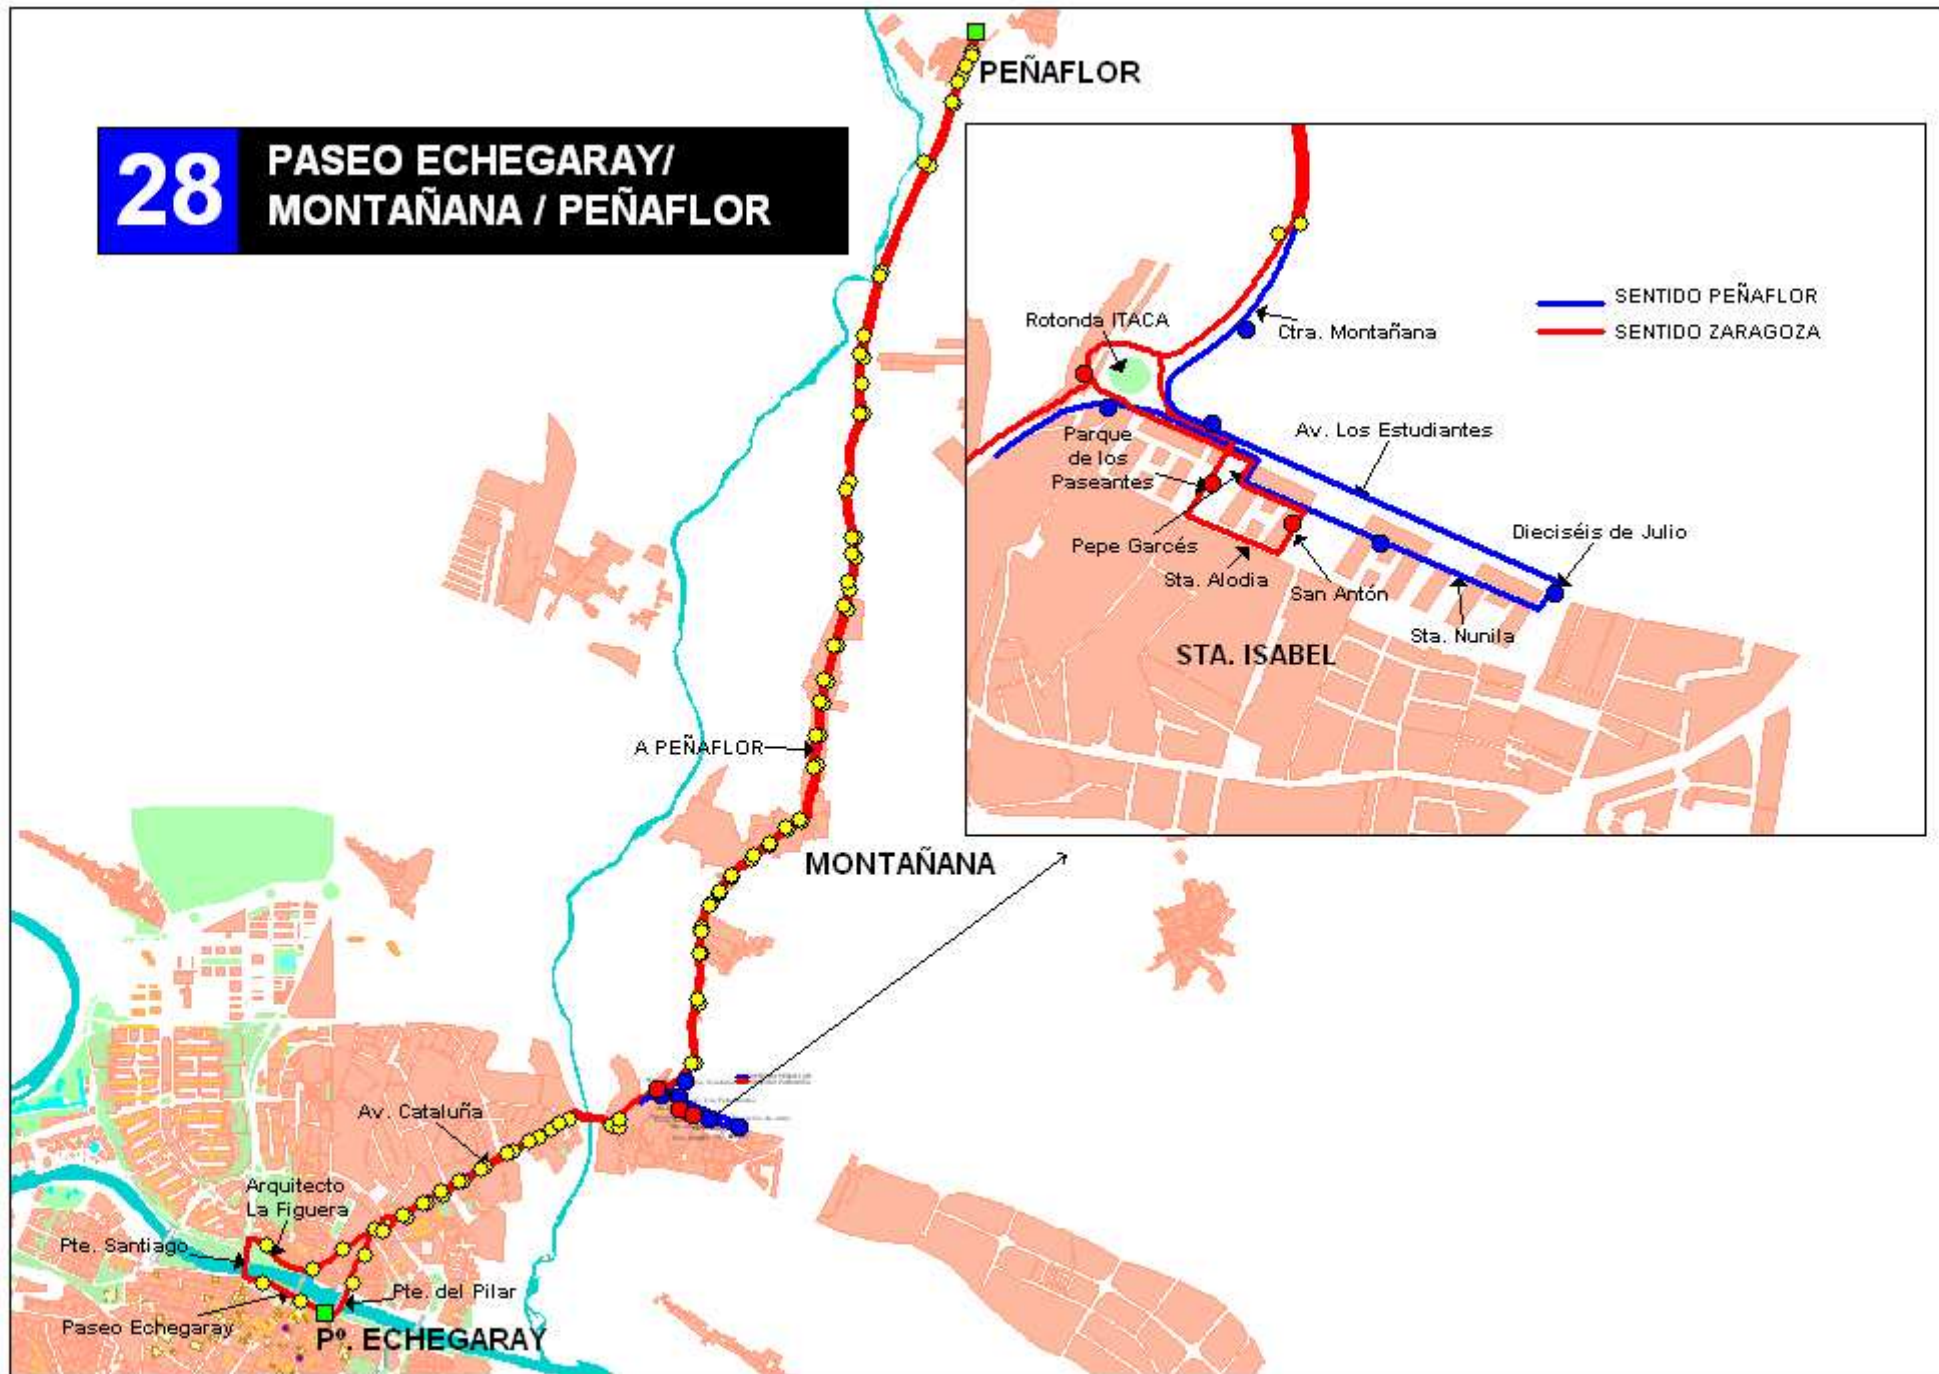 PEÑAFLOR
28
PASEO ECHEGARAY/
MONTAÑANA / PEÑAFLOR
SENTIDO PEÑAFLOR
SENTIDO ZARAGOZA
Rotonda ITACA
Ctra. Montañana
Av. Los Estudiantes
Parque
de los
Paseantes
Pepe Garcés
Dieciséis de Julio
Sta. Alodia
San Antón
Sta. Nunila
STA. ISABEL
A PEÑAFLOR
MONTAÑANA
Av. Cataluña
Arquitecto
La Figuera
Pte. Santiago
Pte. del Pilar
Paseo Echegaray
Pº. ECHEGARAY